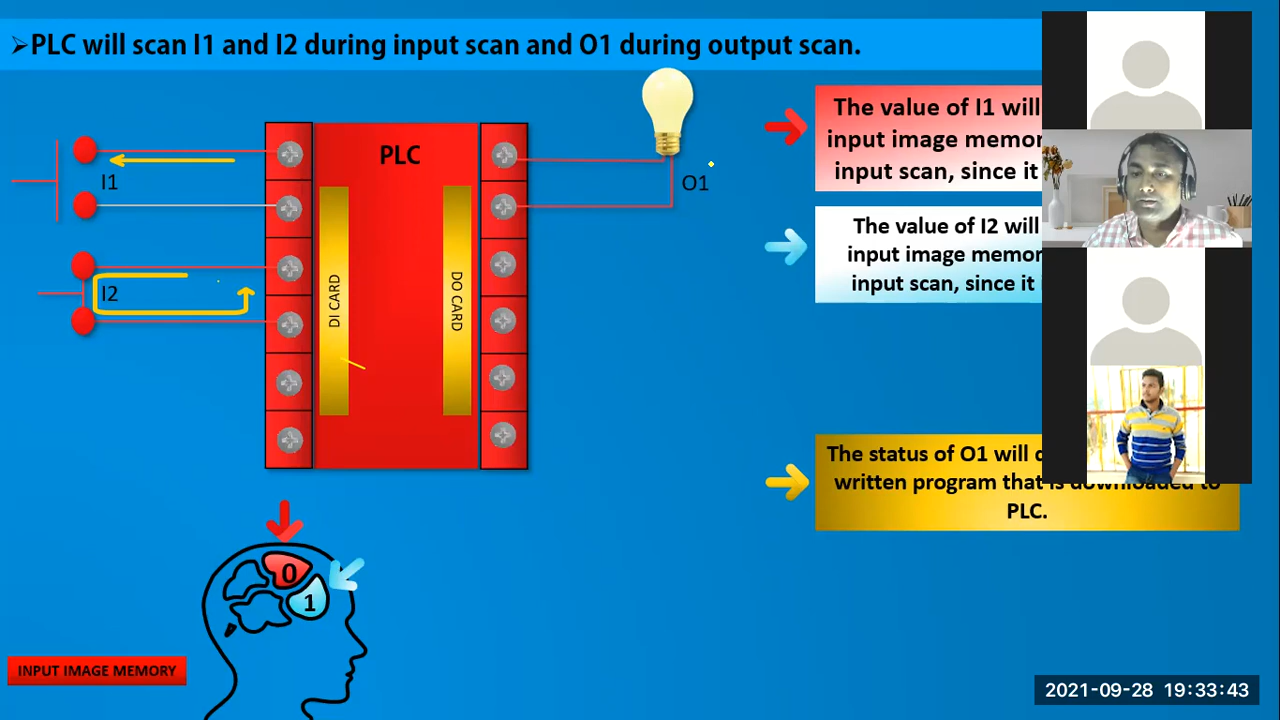 ➢PLC will scan I1 and I2 during input scan and O1 during output scan.
The value of I1 will
input image memor
input scan, since it
PLC
I1
O1
The value of I2 will
input image memor
input scan, since it
I2
DI CARD
DO CARD
The status of O1 will
written program that is downloaded to
PLC.
0
1
INPUT IMAGE MEMORY
2021-09-28 19:33:43